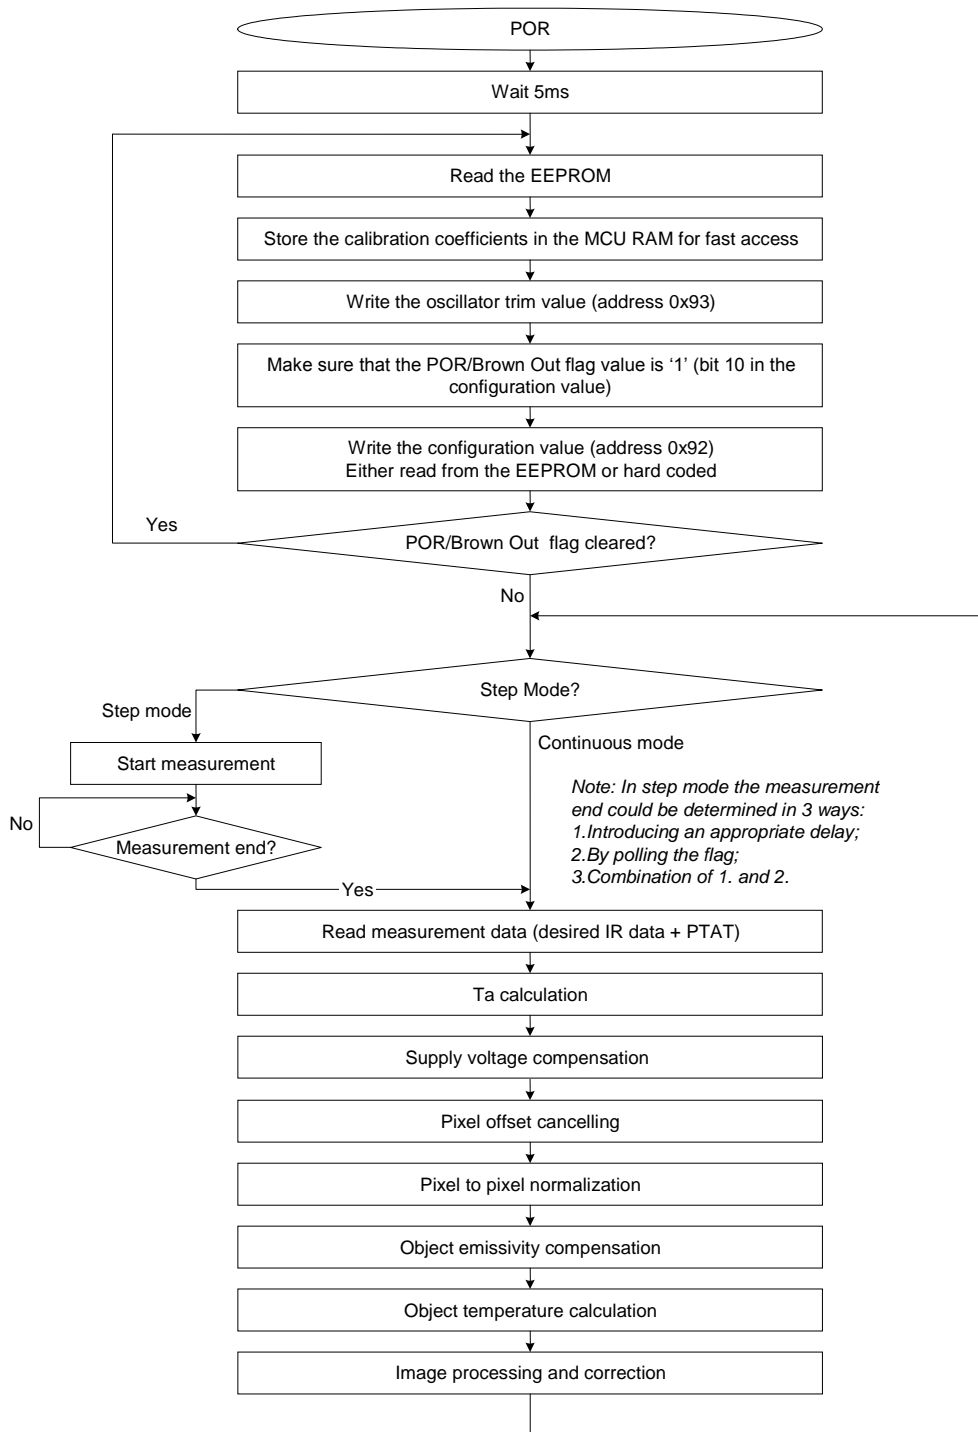 POR
Wait 5ms
Read the EEPROM
Store the calibration coefficients in the MCU RAM for fast access
Write the oscillator trim value (address 0x93)
Make sure that the POR/Brown Out flag value is ‘1’ (bit 10 in the
configuration value)
Write the configuration value (address 0x92)
Either read from the EEPROM or hard coded
Yes
POR/Brown Out flag cleared?
No
Step Mode?
Step mode
Continuous mode
Start measurement
Note: In step mode the measurement
end could be determined in 3 ways:
1.Introducing an appropriate delay;
2.By polling the flag;
3.Combination of 1. and 2.
No
Measurement end?
Yes
Read measurement data (desired IR data + PTAT)
Ta calculation
Supply voltage compensation
Pixel offset cancelling
Pixel to pixel normalization
Object emissivity compensation
Object temperature calculation
Image processing and correction